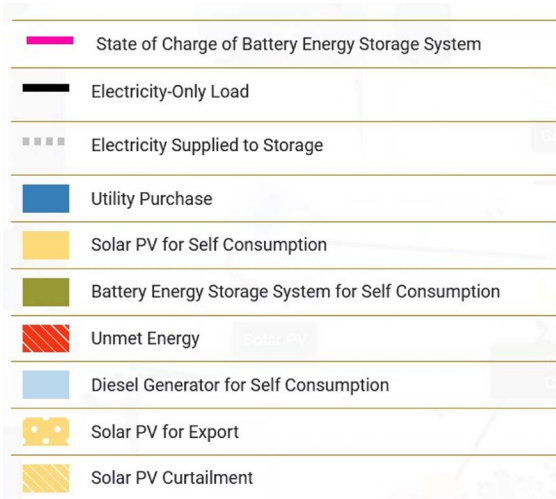 State of Charge of Battery Energy Storage System
Electricity-Only Load
Electricity Supplied to Storage
Utility Purchase
Solar PV for Self Consumption
Battery Energy Storage System for Self Consumption
Unmet Energy
Solar PV
Diesel Generator for Self Consumption
Solar PV for Export
Solar PV Curtailment